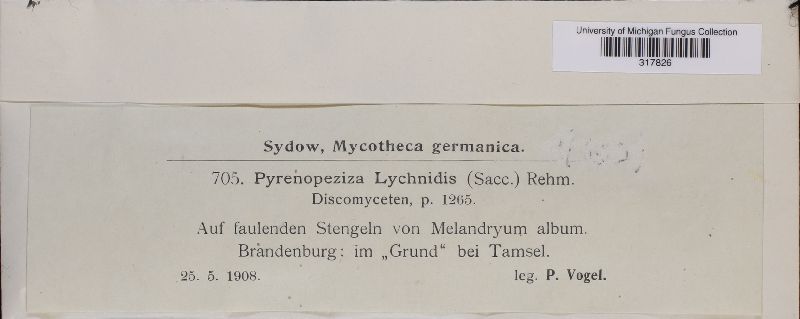 University of Michigan Fungus Collection
317826
Sydow, Mycotheca germanica.
705. Pyrenopeziza Lychnidis (Sacc.) Rehm.
Discomyceten, p. 1265.
Auf faulenden Stengeln von Melandryum album.
Brandenburg: im „Grund“ bei Tamsel.
25. 5. 1908. leg. P. Vogel.